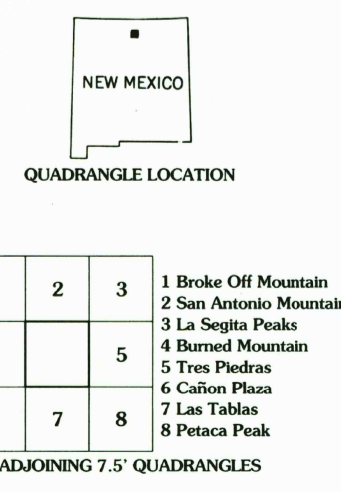 NEW MEXICO
QUADRANGLE LOCATION
2 3
5
7 8
1 Broke Off Mountain
2 San Antonio Mountain
3 La Segita Peaks
4 Burned Mountain
5 Tres Piedras
6 Cañon Plaza
7 Las Tablas
8 Petaca Peak
ADJOINING 7.5' QUADRANGLES